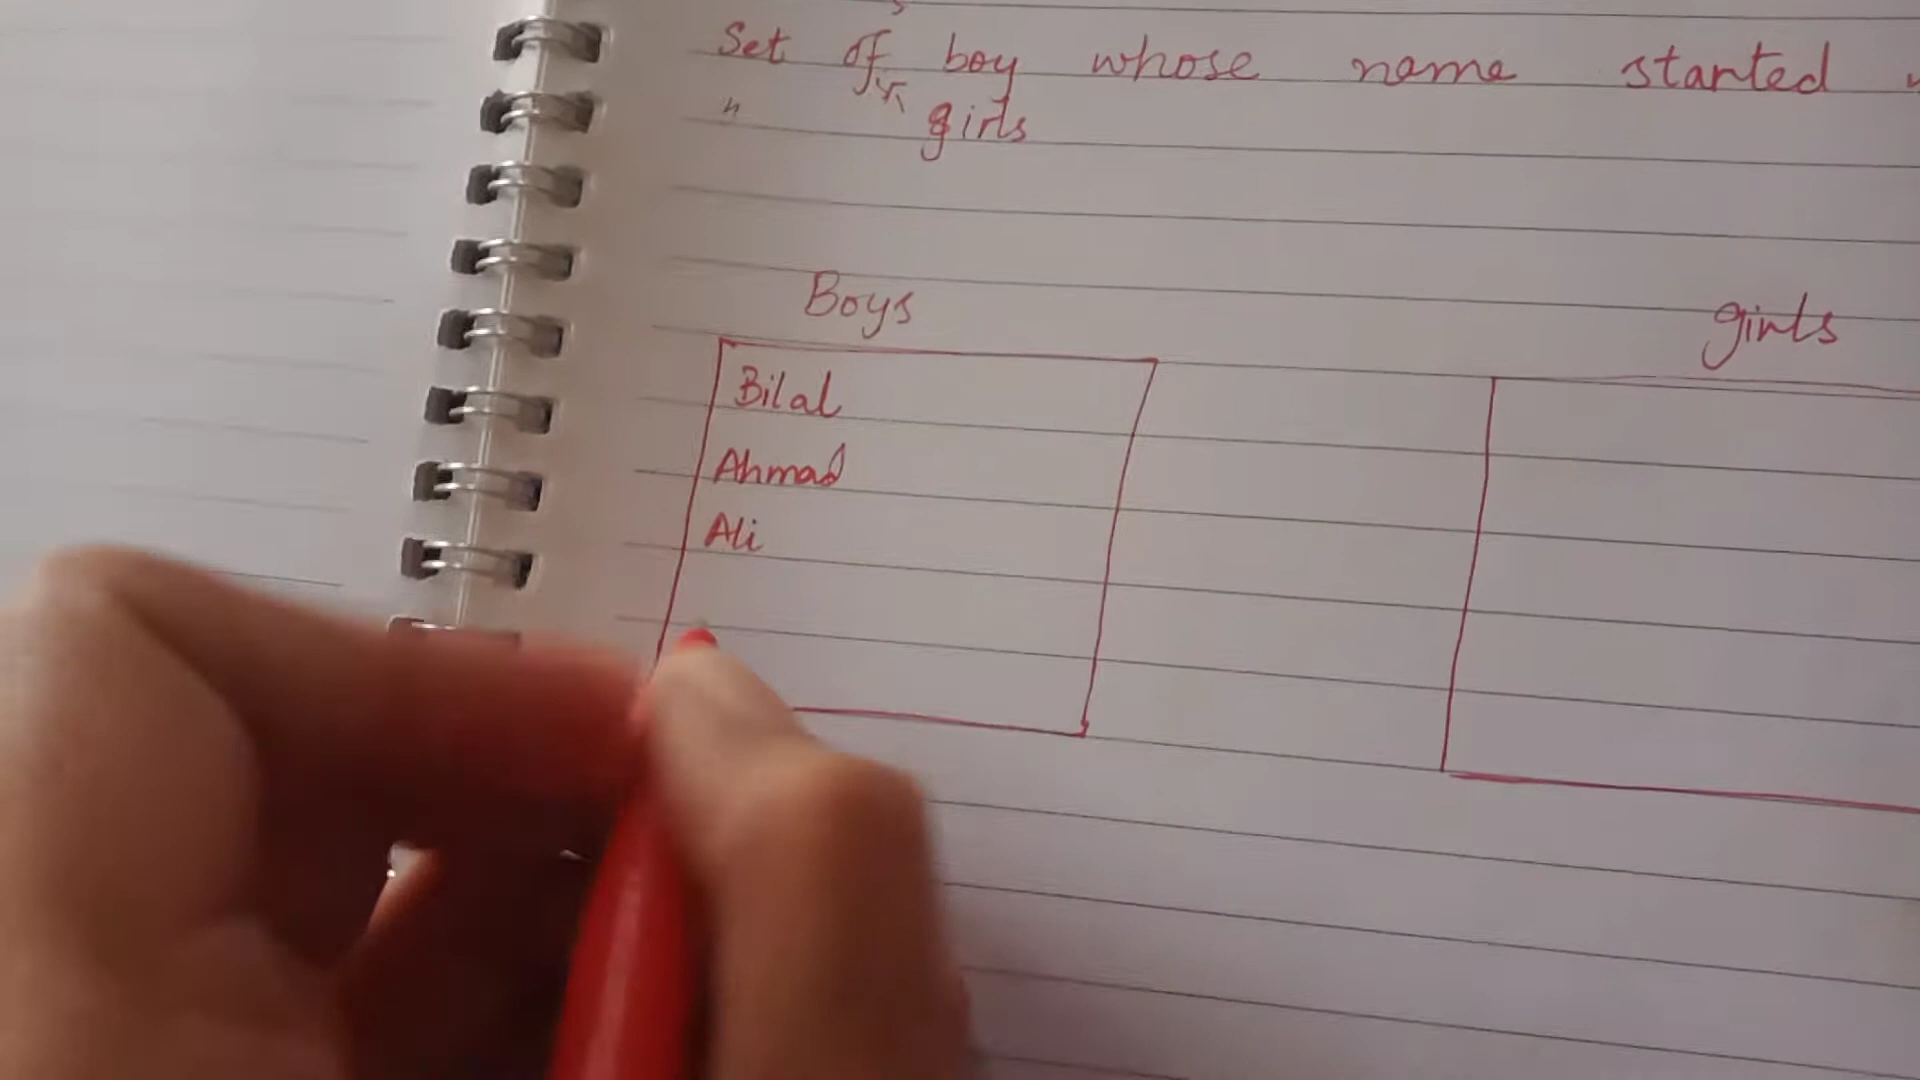 Set of boy whose name started
" girls
Boys
girls
Bilal
Ahmad
Ali